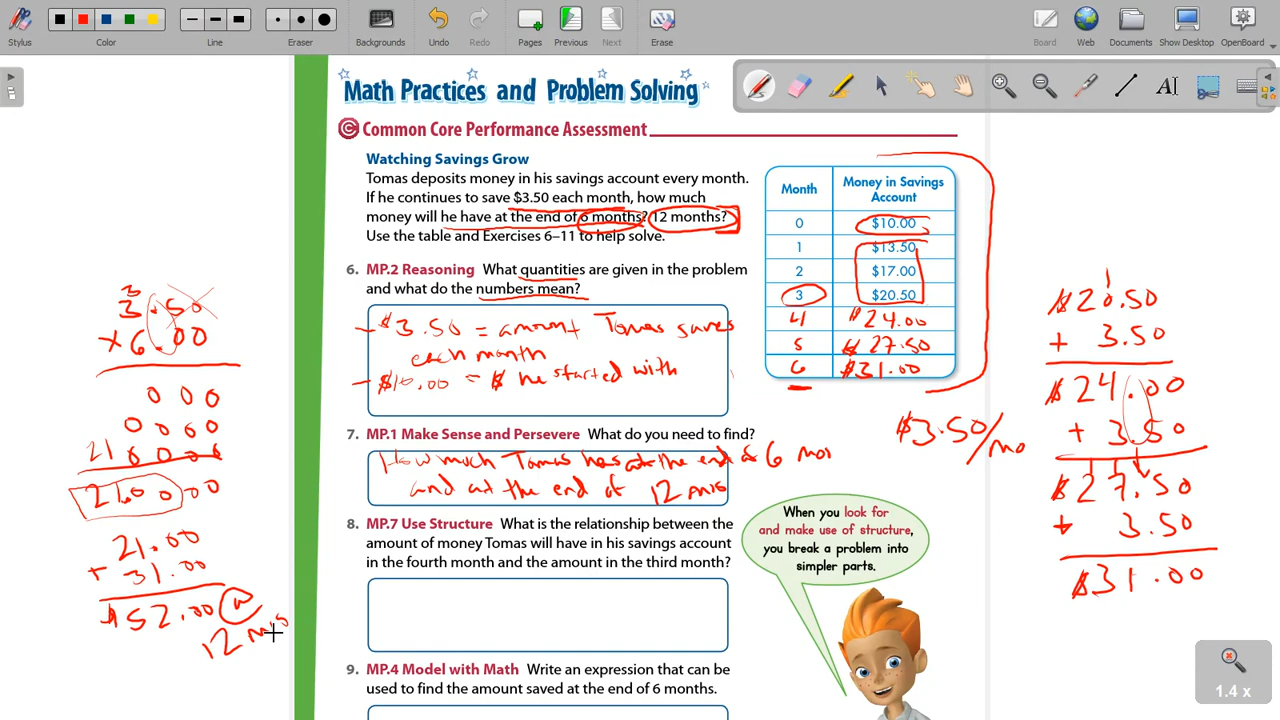 Stylus
Color
Line
Eraser
Backgrounds
Undo
Redo
Pages
Previous
Next
Erase
Board
Web
Documents
Show Desktop
OpenBoard
Math Practices and Problem Solving
Common Core Performance Assessment
Watching Savings Grow
Tomas deposits money in his savings account every month.
If he continues to save $3.50 each month, how much
money will he have at the end of 6 months? 12 months?
Use the table and Exercises 6–11 to help solve.
Month Money in Savings Account
0 $10.00
1 $13.50
2 $17.00
3 $20.50
4 $24.00
5 $27.50
6 $31.00
6. MP.2 Reasoning What quantities are given in the problem
and what do the numbers mean?
– $3.50 = amount Tomas saves
each month
– $10.00 = $ he started with
7. MP.1 Make Sense and Persevere What do you need to find?
How much Tomas has at the end of 6 mos
and at the end of 12 mos
8. MP.7 Use Structure What is the relationship between the
amount of money Tomas will have in his savings account
in the fourth month and the amount in the third month?
9. MP.4 Model with Math Write an expression that can be
used to find the amount saved at the end of 6 months.
When you look for
and make use of structure,
you break a problem into
simpler parts.
3
3.50
x 6.00
000
0000
21000
21.0000
21.00
+ 31.00
$52.00 @
12 mos
$3.50/mo
1
$20.50
+ 3.50
$24.00
+ 3.50
$27.50
+ 3.50
$31.00
1.4 x